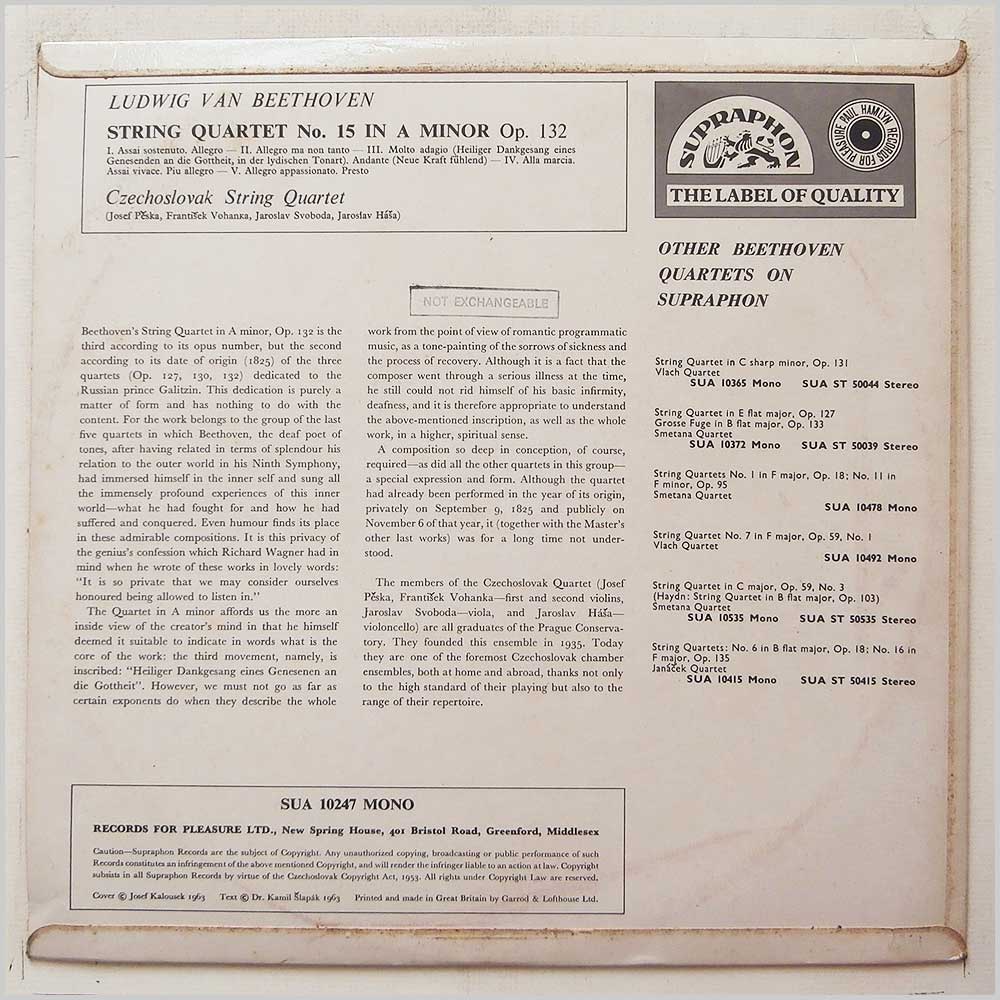 LUDWIG VAN BEETHOVEN
STRING QUARTET No. 15 IN A MINOR Op. 132
I. Assai sostenuto. Allegro — II. Allegro ma non tanto — III. Molto adagio (Heiliger Dankgesang eines
Genesenden an die Gottheit, in der lydischen Tonart). Andante (Neue Kraft fühlend) — IV. Alla marcia.
Assai vivace. Piu allegro — V. Allegro appassionato. Presto
Czechoslovak String Quartet
(Josef Pěska, František Vohanka, Jaroslav Svoboda, Jaroslav Háša)
SUPRAPHON
PAUL HAMLYN RECORDS FOR PLEASURE
THE LABEL OF QUALITY
NOT EXCHANGEABLE
Beethoven's String Quartet in A minor, Op. 132 is the
third according to its opus number, but the second
according to its date of origin (1825) of the three
quartets (Op. 127, 130, 132) dedicated to the
Russian prince Galitzin. This dedication is purely a
matter of form and has nothing to do with the
content. For the work belongs to the group of the last
five quartets in which Beethoven, the deaf poet of
tones, after having related in terms of splendour his
relation to the outer world in his Ninth Symphony,
had immersed himself in the inner self and sung all
the immensely profound experiences of this inner
world—what he had fought for and how he had
suffered and conquered. Even humour finds its place
in these admirable compositions. It is this privacy of
the genius's confession which Richard Wagner had in
mind when he wrote of these works in lovely words:
"It is so private that we may consider ourselves
honoured being allowed to listen in."
The Quartet in A minor affords us the more an
inside view of the creator's mind in that he himself
deemed it suitable to indicate in words what is the
core of the work: the third movement, namely, is
inscribed: "Heiliger Dankgesang eines Genesenen an
die Gottheit". However, we must not go as far as
certain exponents do when they describe the whole
work from the point of view of romantic programmatic
music, as a tone-painting of the sorrows of sickness and
the process of recovery. Although it is a fact that the
composer went through a serious illness at the time,
he still could not rid himself of his basic infirmity,
deafness, and it is therefore appropriate to understand
the above-mentioned inscription, as well as the whole
work, in a higher, spiritual sense.
A composition so deep in conception, of course,
required—as did all the other quartets in this group—
a special expression and form. Although the quartet
had already been performed in the year of its origin,
privately on September 9, 1825 and publicly on
November 6 of that year, it (together with the Master's
other last works) was for a long time not under-
stood.
The members of the Czechoslovak Quartet (Josef
Pěska, František Vohanka—first and second violins,
Jaroslav Svoboda—viola, and Jaroslav Háša—
violoncello) are all graduates of the Prague Conserva-
tory. They founded this ensemble in 1935. Today
they are one of the foremost Czechoslovak chamber
ensembles, both at home and abroad, thanks not only
to the high standard of their playing but also to the
range of their repertoire.
OTHER BEETHOVEN
QUARTETS ON
SUPRAPHON
String Quartet in C sharp minor, Op. 131
Vlach Quartet
SUA 10365 Mono SUA ST 50044 Stereo
String Quartet in E flat major, Op. 127
Grosse Fuge in B flat major, Op. 133
Smetana Quartet
SUA 10372 Mono SUA ST 50039 Stereo
String Quartets No. 1 in F major, Op. 18; No. 11 in
F minor, Op. 95
Smetana Quartet
SUA 10478 Mono
String Quartet No. 7 in F major, Op. 59, No. 1
Vlach Quartet
SUA 10492 Mono
String Quartet in C major, Op. 59, No. 3
(Haydn: String Quartet in B flat major, Op. 103)
Smetana Quartet
SUA 10535 Mono SUA ST 50535 Stereo
String Quartets: No. 6 in B flat major, Op. 18; No. 16 in
F major, Op. 135
Janáček Quartet
SUA 10415 Mono SUA ST 50415 Stereo
SUA 10247 MONO
RECORDS FOR PLEASURE LTD., New Spring House, 401 Bristol Road, Greenford, Middlesex
Caution—Supraphon Records are the subject of Copyright. Any unauthorized copying, broadcasting or public performance of such
Records constitutes an infringement of the above mentioned Copyright, and will render the infringer liable to an action at law. Copyright
subsists in all Supraphon Records by virtue of the Czechoslovak Copyright Act, 1953. All rights under Copyright Law are reserved.
Cover © Josef Kalousek 1963 Text © Dr. Kamil Šlapák 1963 Printed and made in Great Britain by Garrod & Lofthouse Ltd.